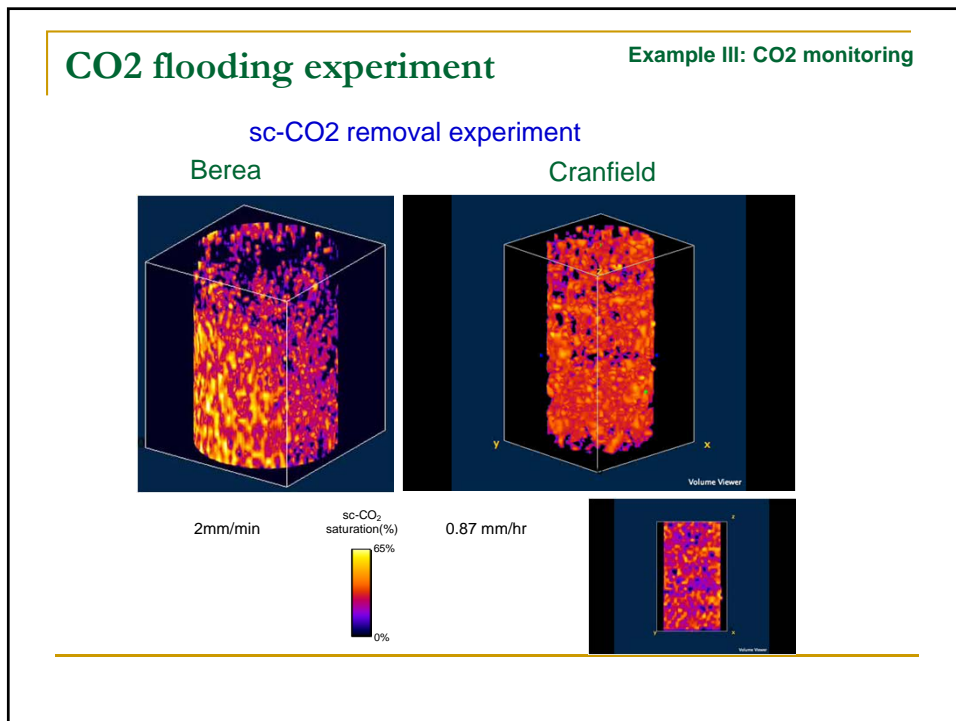 CO2 flooding experiment
Example III: CO2 monitoring
sc-CO2 removal experiment
Berea
Cranfield
z
y
x
Volume Viewer
2mm/min
sc-CO₂
saturation(%)
0.87 mm/hr
65%
0%
z
y
x
Volume Viewer